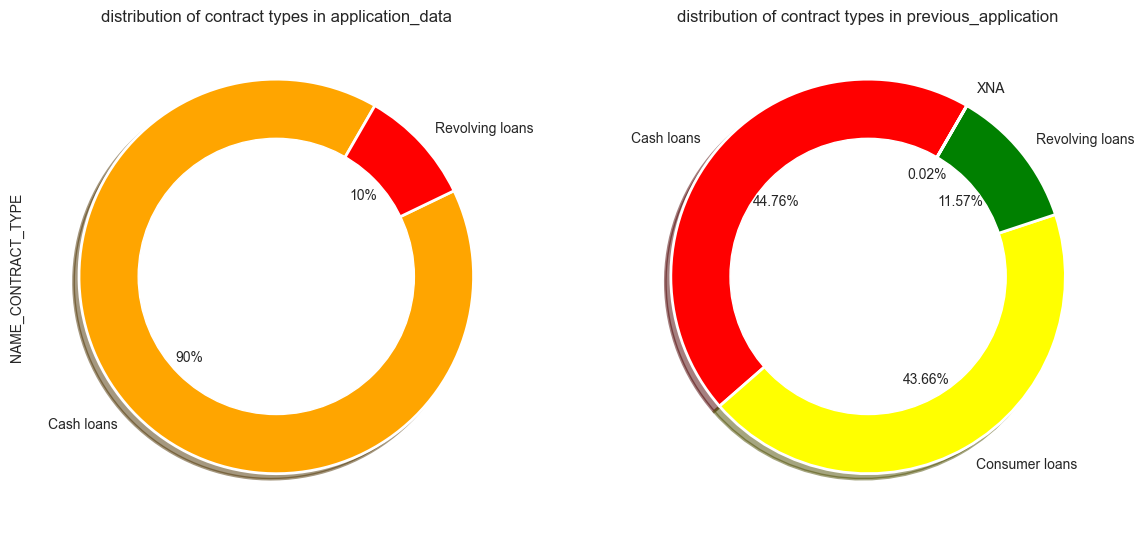 distribution of contract types in application_data
NAME_CONTRACT_TYPE
Revolving loans
10%
90%
Cash loans
distribution of contract types in previous_application
XNA
Cash loans
Revolving loans
0.02%
44.76%
11.57%
43.66%
Consumer loans